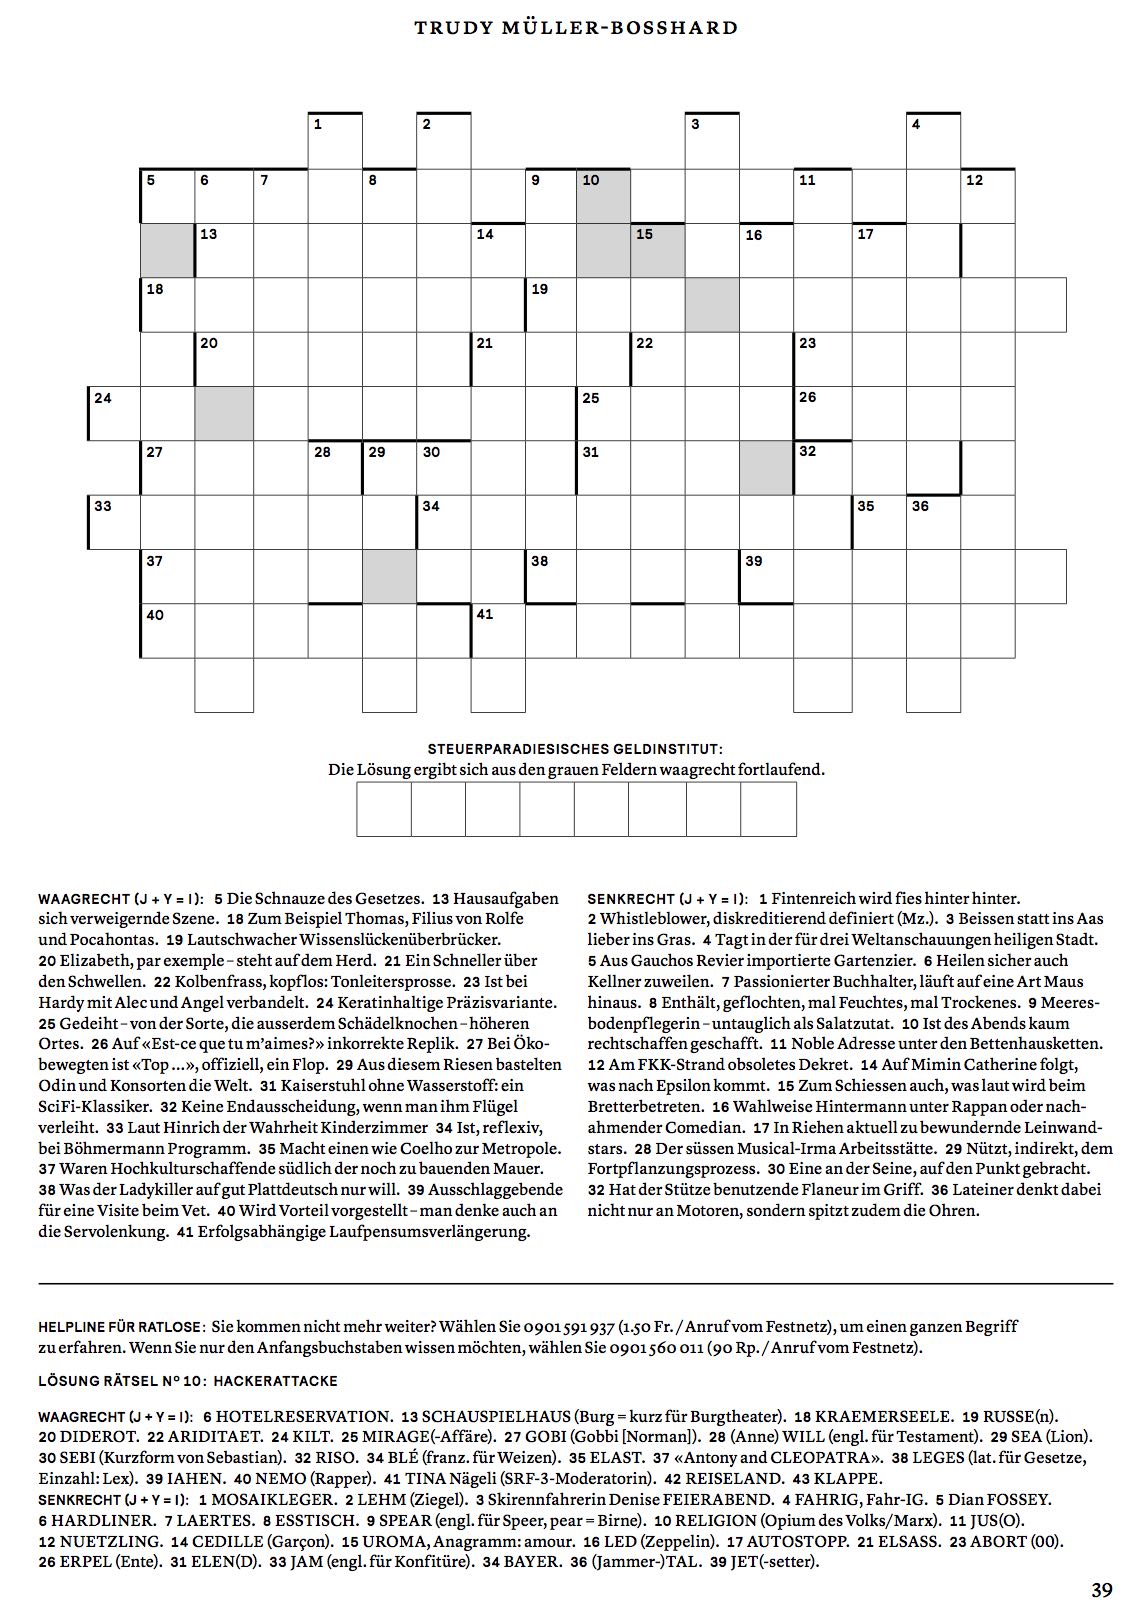 TRUDY MÜLLER-BOSSHARD
1 2 3 4
5 6 7 8 9 10 11 12
13 14 15 16 17
18 19
20 21 22 23
24 25 26
27 28 29 30 31 32
33 34 35 36
37 38 39
40 41
STEUERPARADIESISCHES GELDINSTITUT:
Die Lösung ergibt sich aus den grauen Feldern waagrecht fortlaufend.
WAAGRECHT (J + Y = I): 5 Die Schnauze des Gesetzes. 13 Hausaufgaben
sich verweigernde Szene. 18 Zum Beispiel Thomas, Filius von Rolfe
und Pocahontas. 19 Lautschwacher Wissenslückenüberbrücker.
20 Elizabeth, par exemple – steht auf dem Herd. 21 Ein Schneller über
den Schwellen. 22 Kolbenfrass, kopflos: Tonleitersprosse. 23 Ist bei
Hardy mit Alec und Angel verbandelt. 24 Keratinhaltige Präzisvariante.
25 Gedeiht – von der Sorte, die ausserdem Schädelknochen – höheren
Ortes. 26 Auf «Est-ce que tu m'aimes?» inkorrekte Replik. 27 Bei Öko-
bewegten ist «Top ...», offiziell, ein Flop. 29 Aus diesem Riesen bastelten
Odin und Konsorten die Welt. 31 Kaiserstuhl ohne Wasserstoff: ein
SciFi-Klassiker. 32 Keine Endausscheidung, wenn man ihm Flügel
verleiht. 33 Laut Hinrich der Wahrheit Kinderzimmer 34 Ist, reflexiv,
bei Böhmermann Programm. 35 Macht einen wie Coelho zur Metropole.
37 Waren Hochkulturschaffende südlich der noch zu bauenden Mauer.
38 Was der Ladykiller auf gut Plattdeutsch nur will. 39 Ausschlaggebende
für eine Visite beim Vet. 40 Wird Vorteil vorgestellt – man denke auch an
die Servolenkung. 41 Erfolgsabhängige Laufpensumsverlängerung.
SENKRECHT (J + Y = I): 1 Fintenreich wird fies hinter hinter.
2 Whistleblower, diskreditierend definiert (Mz.). 3 Beissen statt ins Aas
lieber ins Gras. 4 Tagt in der für drei Weltanschauungen heiligen Stadt.
5 Aus Gauchos Revier importierte Gartenzier. 6 Heilen sicher auch
Kellner zuweilen. 7 Passionierter Buchhalter, läuft auf eine Art Maus
hinaus. 8 Enthält, geflochten, mal Feuchtes, mal Trockenes. 9 Meeres-
bodenpflegerin – untauglich als Salatzutat. 10 Ist des Abends kaum
rechtschaffen geschafft. 11 Noble Adresse unter den Bettenhausketten.
12 Am FKK-Strand obsoletes Dekret. 14 Auf Mimin Catherine folgt,
was nach Epsilon kommt. 15 Zum Schiessen auch, was laut wird beim
Bretterbetreten. 16 Wahlweise Hintermann unter Rappan oder nach-
ahmender Comedian. 17 In Riehen aktuell zu bewundernde Leinwand-
stars. 28 Der süssen Musical-Irma Arbeitsstätte. 29 Nützt, indirekt, dem
Fortpflanzungsprozess. 30 Eine an der Seine, auf den Punkt gebracht.
32 Hat der Stütze benutzende Flaneur im Griff. 36 Lateiner denkt dabei
nicht nur an Motoren, sondern spitzt zudem die Ohren.
HELPLINE FÜR RATLOSE: Sie kommen nicht mehr weiter? Wählen Sie 0901 591 937 (1.50 Fr. / Anruf vom Festnetz), um einen ganzen Begriff
zu erfahren. Wenn Sie nur den Anfangsbuchstaben wissen möchten, wählen Sie 0901 560 011 (90 Rp. / Anruf vom Festnetz).
LÖSUNG RÄTSEL Nº 10: HACKERATTACKE
WAAGRECHT (J + Y = I): 6 HOTELRESERVATION. 13 SCHAUSPIELHAUS (Burg = kurz für Burgtheater). 18 KRAEMERSEELE. 19 RUSSE(n).
20 DIDEROT. 22 ARIDITAET. 24 KILT. 25 MIRAGE(-Affäre). 27 GOBI (Gobbi [Norman]). 28 (Anne) WILL (engl. für Testament). 29 SEA (Lion).
30 SEBI (Kurzform von Sebastian). 32 RISO. 34 BLÉ (franz. für Weizen). 35 ELAST. 37 «Antony and CLEOPATRA». 38 LEGES (lat. für Gesetze,
Einzahl: Lex). 39 IAHEN. 40 NEMO (Rapper). 41 TINA Nägeli (SRF-3-Moderatorin). 42 REISELAND. 43 KLAPPE.
SENKRECHT (J + Y = I): 1 MOSAIKLEGER. 2 LEHM (Ziegel). 3 Skirennfahrerin Denise FEIERABEND. 4 FAHRIG, Fahr-IG. 5 Dian FOSSEY.
6 HARDLINER. 7 LAERTES. 8 ESSTISCH. 9 SPEAR (engl. für Speer, pear = Birne). 10 RELIGION (Opium des Volks/Marx). 11 JUS(O).
12 NUETZLING. 14 CEDILLE (Garçon). 15 UROMA, Anagramm: amour. 16 LED (Zeppelin). 17 AUTOSTOPP. 21 ELSASS. 23 ABORT (00).
26 ERPEL (Ente). 31 ELEN(D). 33 JAM (engl. für Konfitüre). 34 BAYER. 36 (Jammer-)TAL. 39 JET(-setter).
39